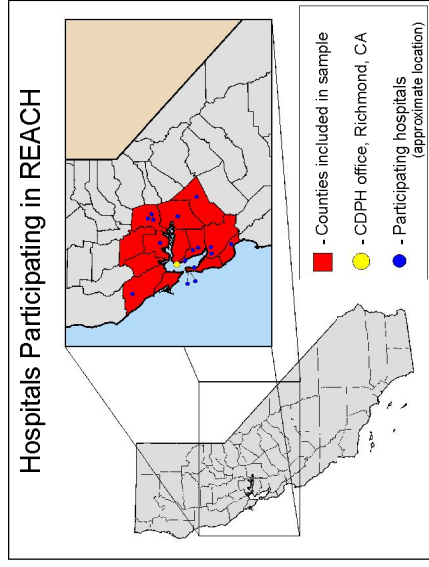 Hospitals Participating in REACH
- Counties included in sample
- CDPH office, Richmond, CA
- Participating hospitals
(approximate location)